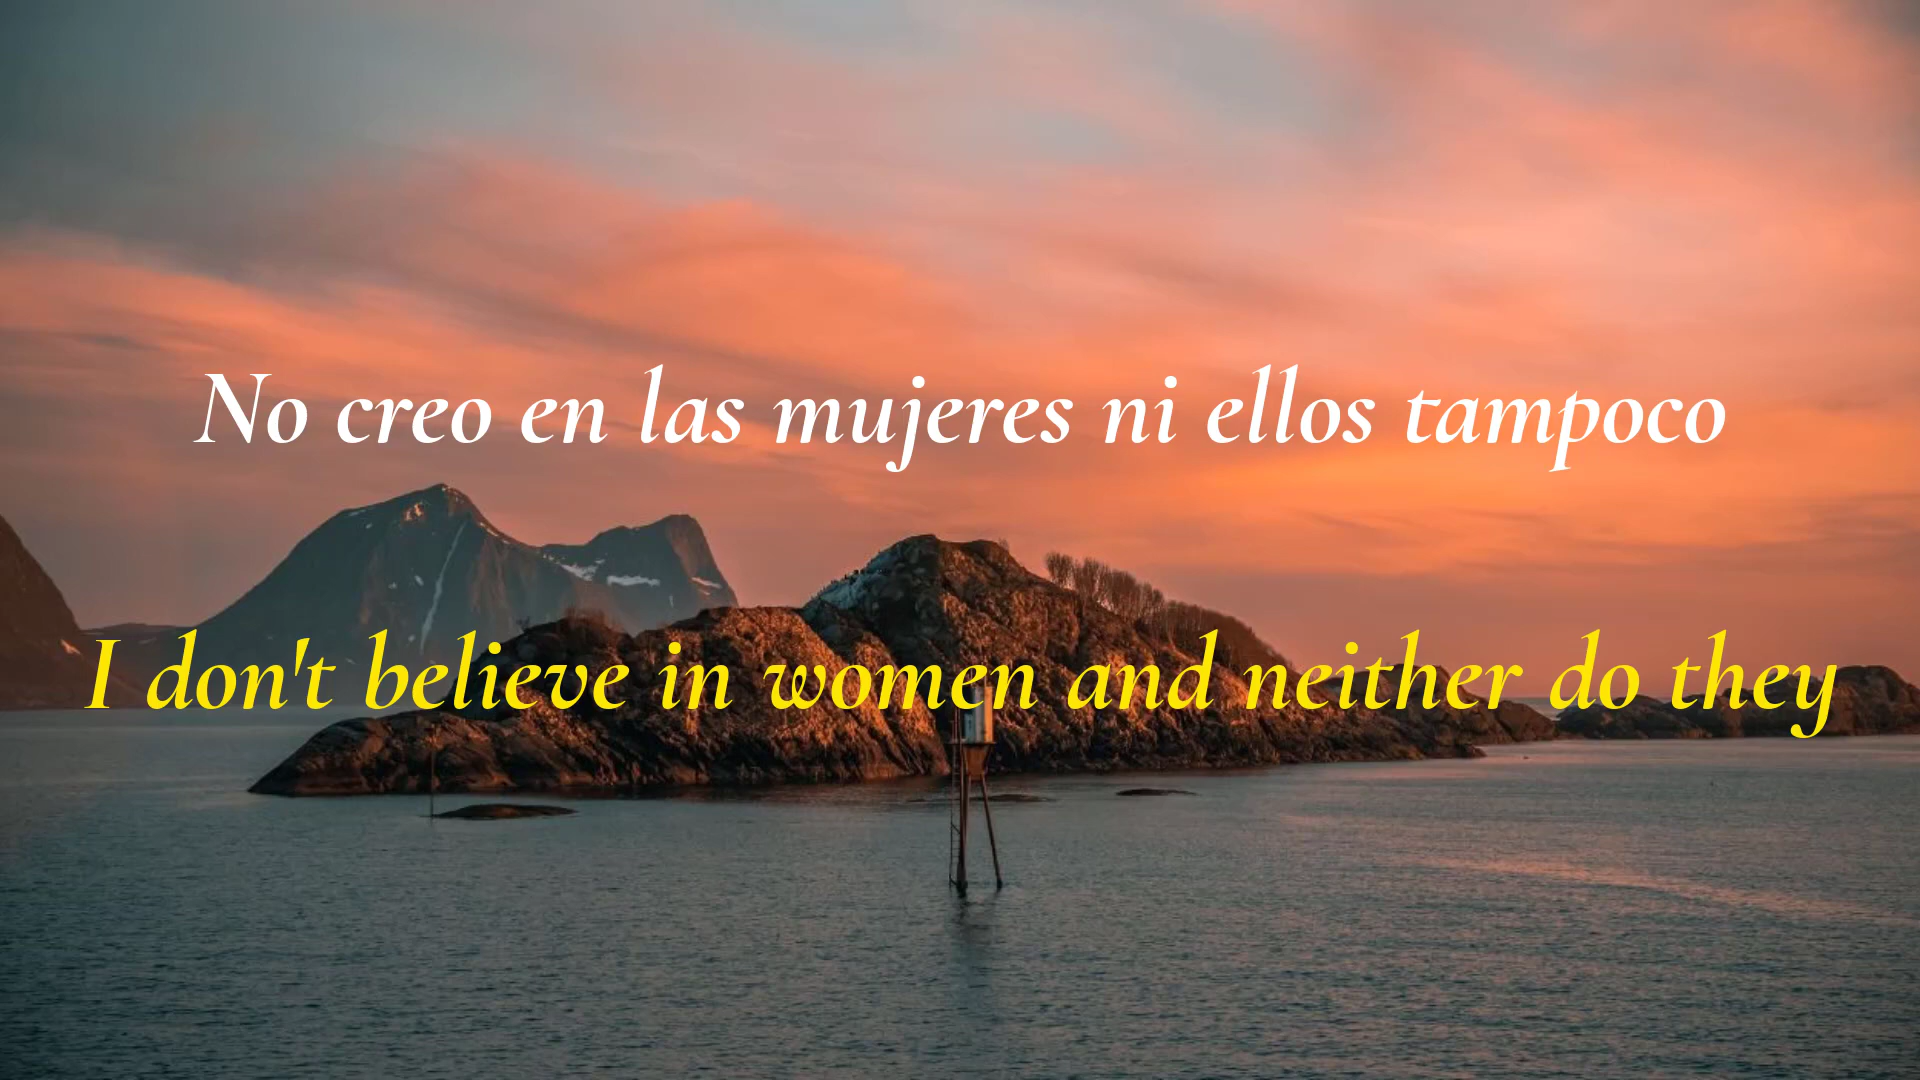 No creo en las mujeres ni ellos tampoco
I don't believe in women and neither do they